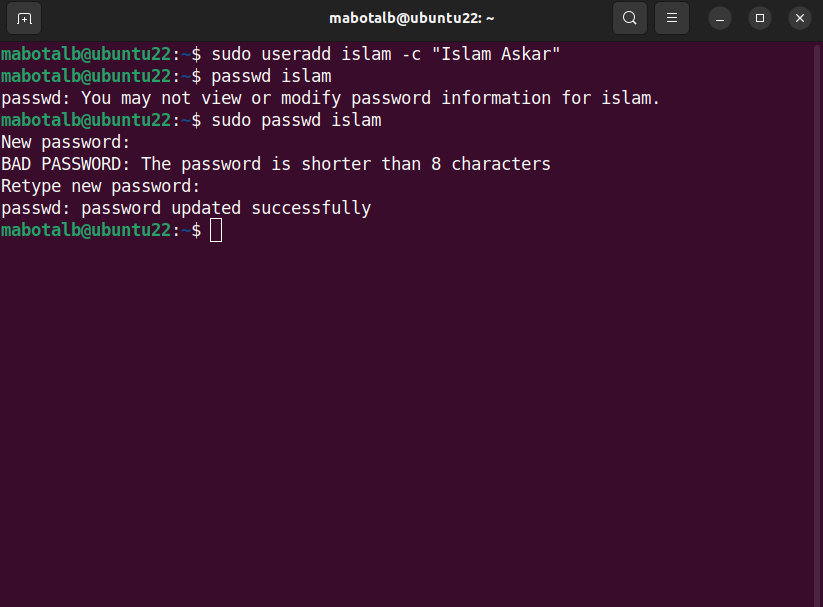 mabotalb@ubuntu22: ~
mabotalb@ubuntu22:~$ sudo useradd islam -c "Islam Askar"
mabotalb@ubuntu22:~$ passwd islam
passwd: You may not view or modify password information for islam.
mabotalb@ubuntu22:~$ sudo passwd islam
New password:
BAD PASSWORD: The password is shorter than 8 characters
Retype new password:
passwd: password updated successfully
mabotalb@ubuntu22:~$